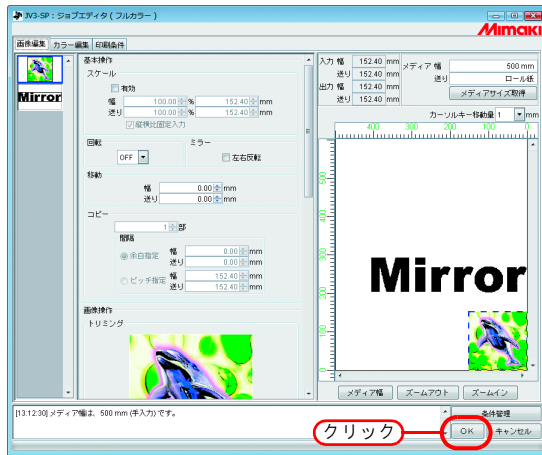 JV3-SP：ジョブエディタ(フルカラー)
Mimaki
画像編集 カラー編集 印刷条件
Mirror
基本操作
スケール
有効
幅 100.00 % 152.40 mm
送り 100.00 % 152.40 mm
縦横比固定入力
回転 ミラー
OFF 左右反転
移動
幅 0.00 mm
送り 0.00 mm
コピー
1 部
間隔
余白指定 幅 0.00 mm
送り 0.00 mm
ピッチ指定 幅 152.40 mm
送り 152.40 mm
画像操作
トリミング
入力 幅 152.40 mm
送り 152.40 mm
出力 幅 152.40 mm
送り 152.40 mm
メディア 幅 500 mm
送り ロール紙
メディアサイズ取得
カーソルキー移動量 1 mm
400 300 200 100 0
500
400
300
200
100
0
Mirror
メディア幅 ズームアウト ズームイン
[13:12:30] メディア幅は、500 mm (手入力) です。
条件管理
クリック
OK キャンセル